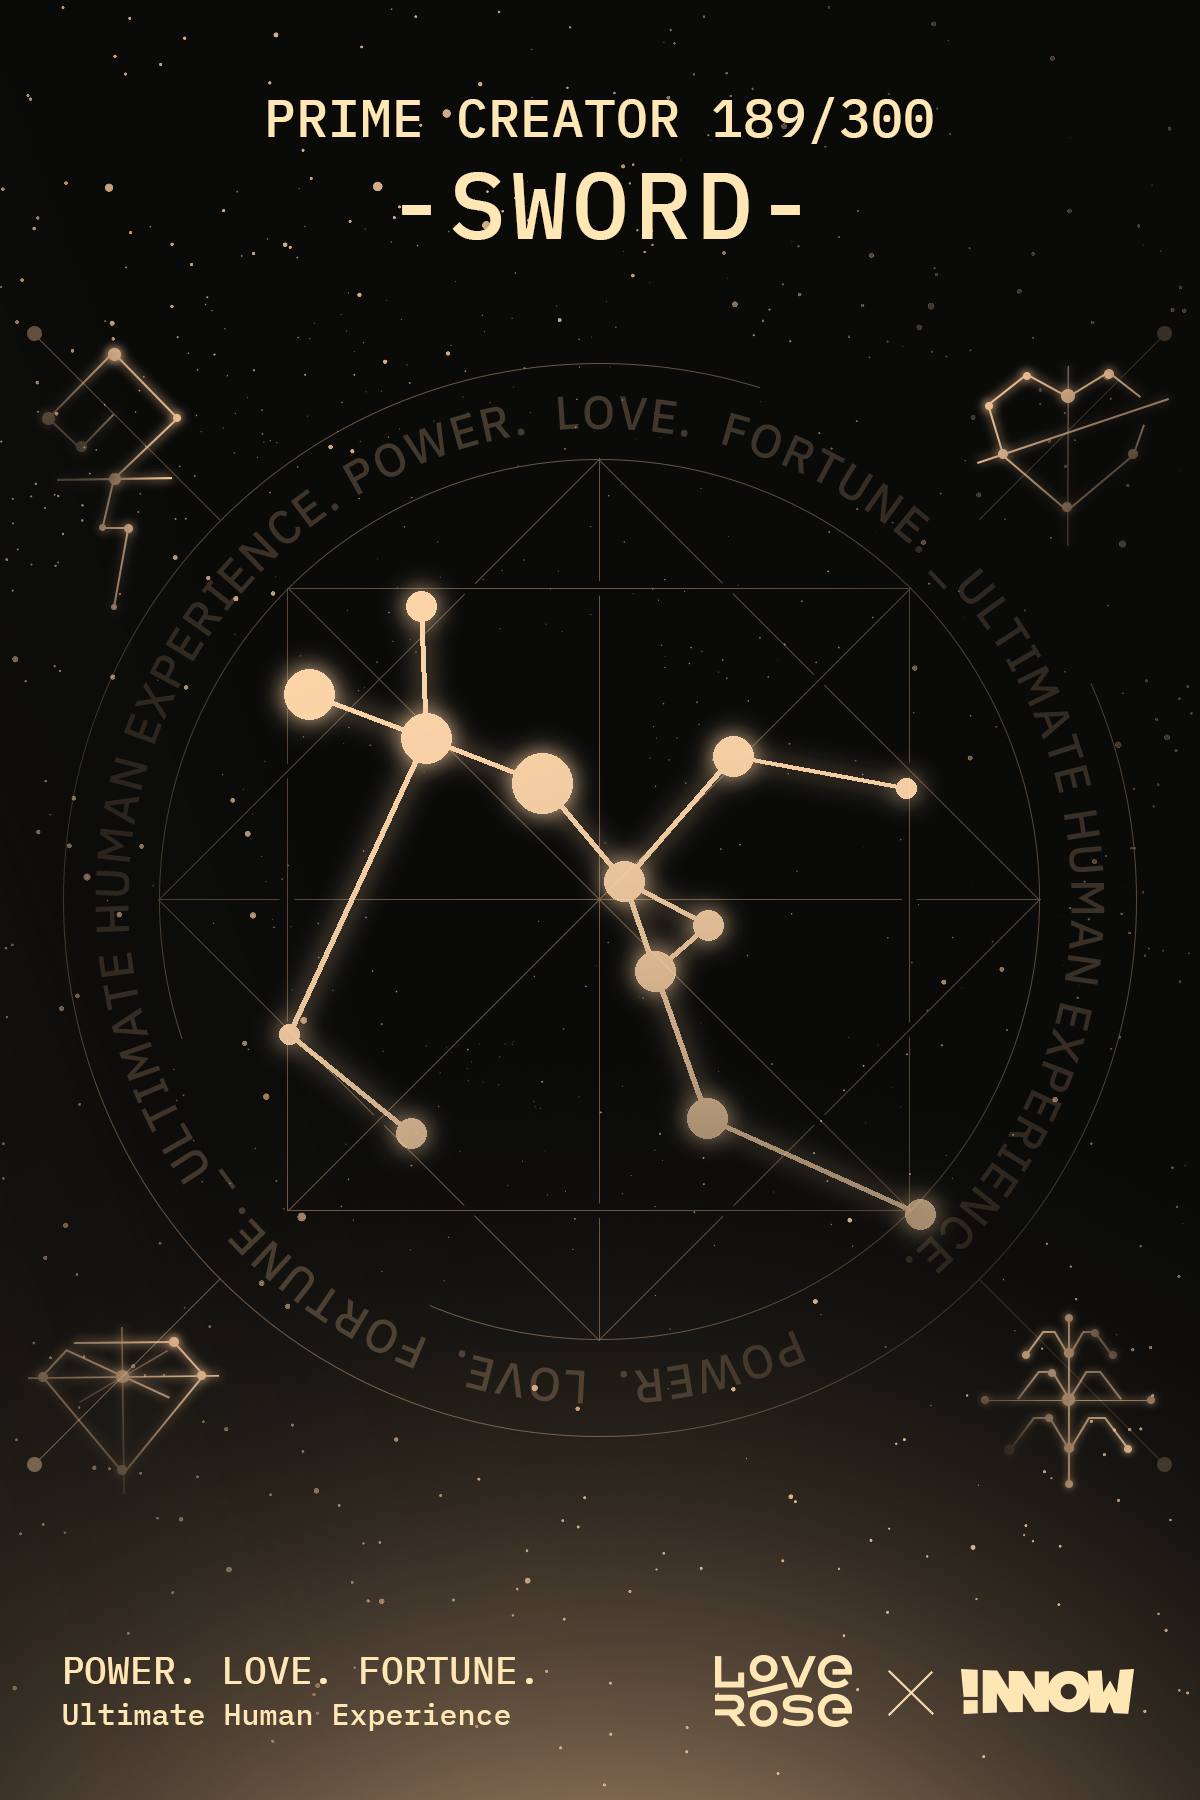 PRIME CREATOR 189/300
-SWORD-
POWER. LOVE. FORTUNE. – ULTIMATE HUMAN EXPERIENCE.
POWER. LOVE. FORTUNE. – ULTIMATE HUMAN EXPERIENCE.
POWER. LOVE. FORTUNE.
Ultimate Human Experience
LOVE
ROSE
!NNOW